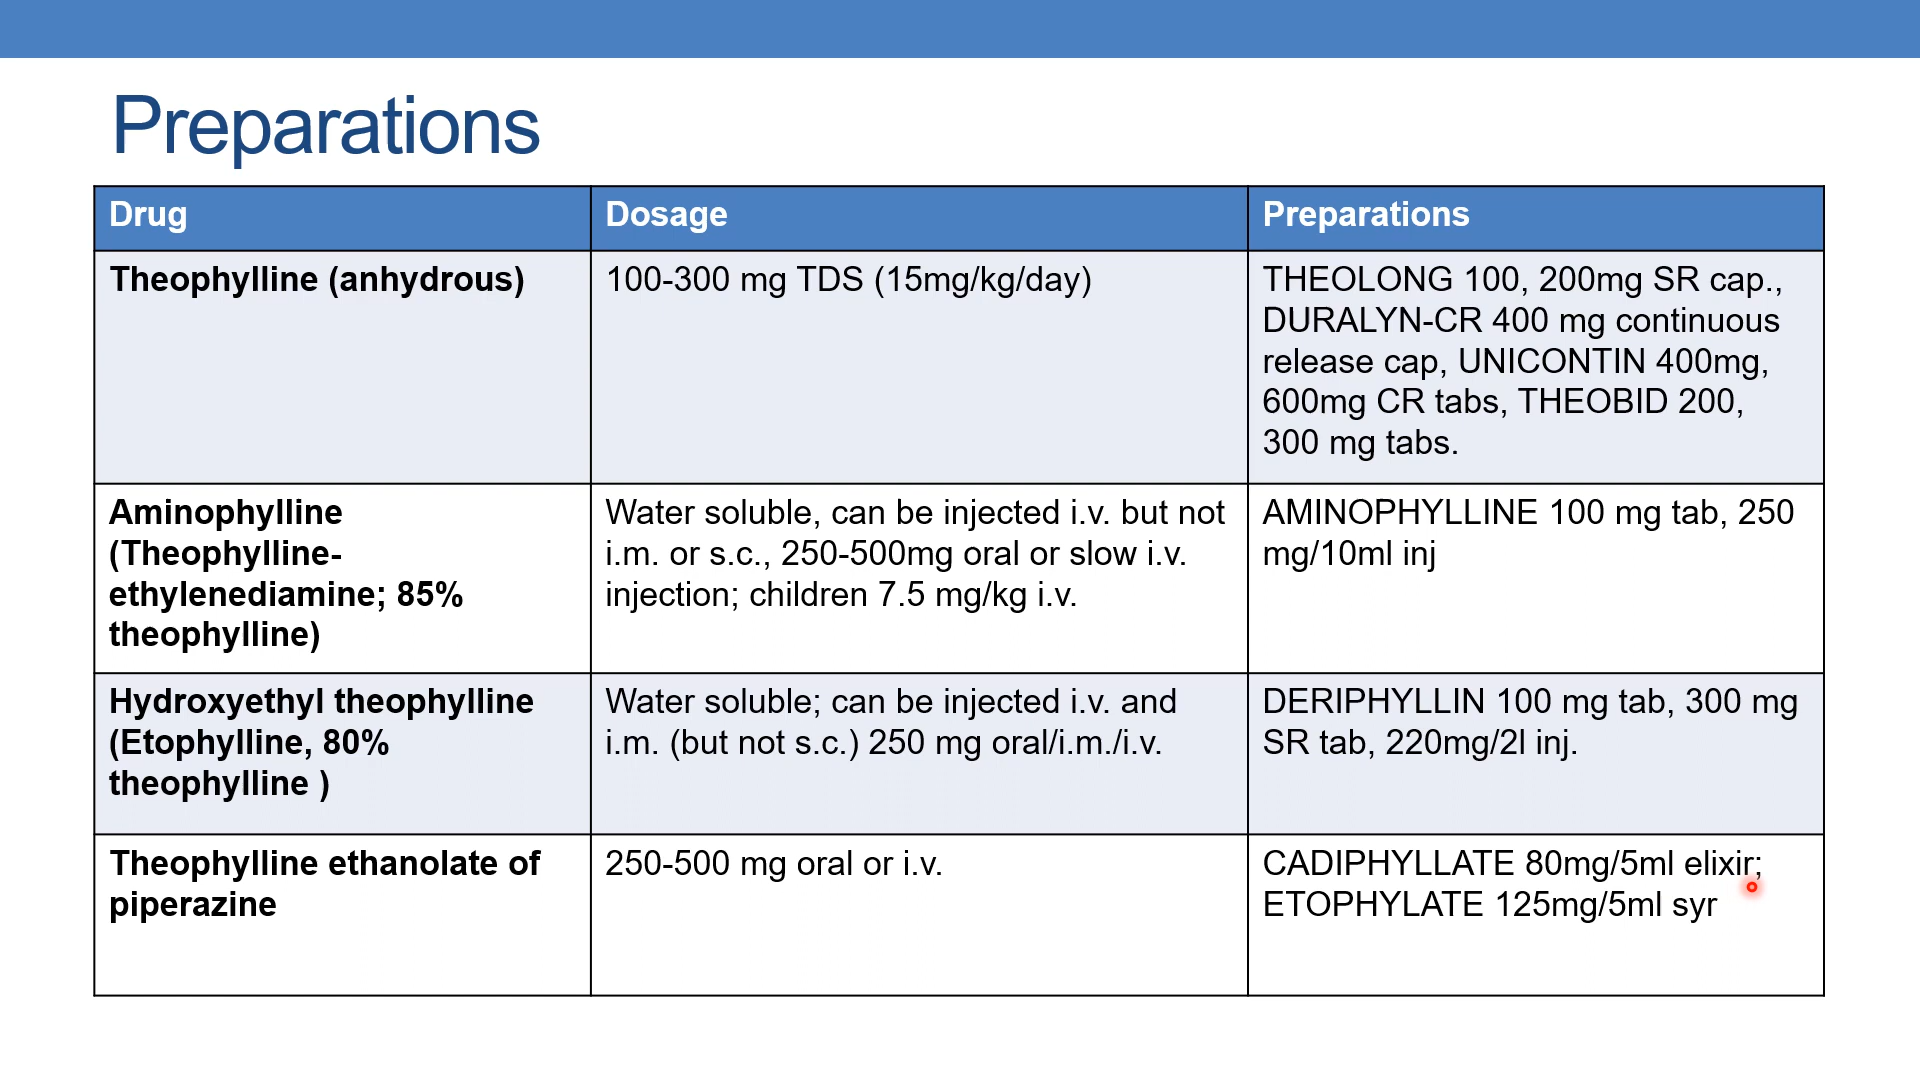 Preparations
Drug
Dosage
Preparations
Theophylline (anhydrous)
100-300 mg TDS (15mg/kg/day)
THEOLONG 100, 200mg SR cap.,
DURALYN-CR 400 mg continuous
release cap, UNICONTIN 400mg,
600mg CR tabs, THEOBID 200,
300 mg tabs.
Aminophylline
(Theophylline-
ethylenediamine; 85%
theophylline)
Water soluble, can be injected i.v. but not
i.m. or s.c., 250-500mg oral or slow i.v.
injection; children 7.5 mg/kg i.v.
AMINOPHYLLINE 100 mg tab, 250
mg/10ml inj
Hydroxyethyl theophylline
(Etophylline, 80%
theophylline )
Water soluble; can be injected i.v. and
i.m. (but not s.c.) 250 mg oral/i.m./i.v.
DERIPHYLLIN 100 mg tab, 300 mg
SR tab, 220mg/2l inj.
Theophylline ethanolate of
piperazine
250-500 mg oral or i.v.
CADIPHYLLATE 80mg/5ml elixir;
ETOPHYLATE 125mg/5ml syr